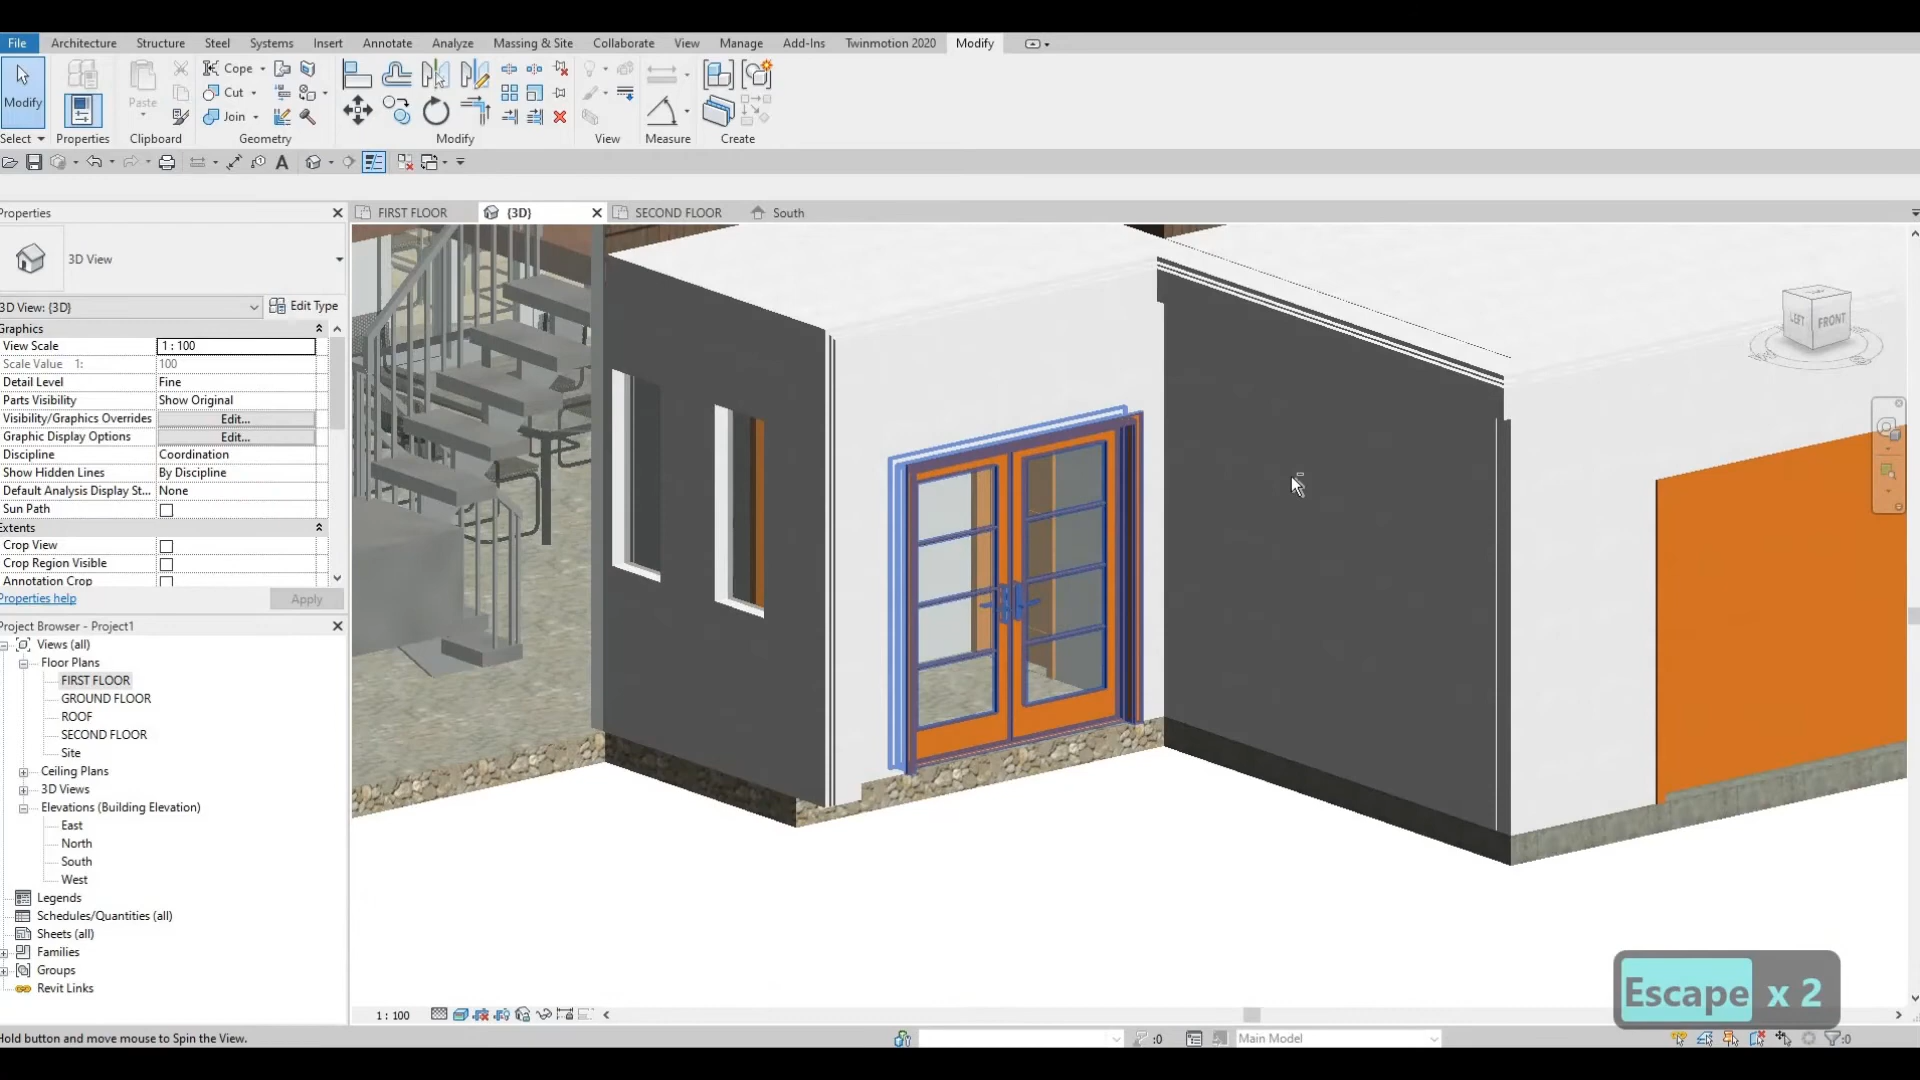 File Architecture Structure Steel Systems Insert Annotate Analyze Massing & Site Collaborate View Manage Add-Ins Twinmotion 2020 Modify
Modify
Paste
Cope
Cut
Join
Select Properties Clipboard Geometry Modify View Measure Create
A
Properties
FIRST FLOOR {3D} SECOND FLOOR South
3D View
3D View: {3D} Edit Type
Graphics
View Scale 1 : 100
Scale Value 1: 100
Detail Level Fine
Parts Visibility Show Original
Visibility/Graphics Overrides Edit...
Graphic Display Options Edit...
Discipline Coordination
Show Hidden Lines By Discipline
Default Analysis Display St... None
Sun Path
Extents
Crop View
Crop Region Visible
Annotation Crop
Properties help Apply
LEFT FRONT
Project Browser - Project1
Views (all)
Floor Plans
FIRST FLOOR
GROUND FLOOR
ROOF
SECOND FLOOR
Site
Ceiling Plans
3D Views
Elevations (Building Elevation)
East
North
South
West
Legends
Schedules/Quantities (all)
Sheets (all)
Families
Groups
Revit Links
Escape x 2
1 : 100
Hold button and move mouse to Spin the View.
:0
Main Model
:0